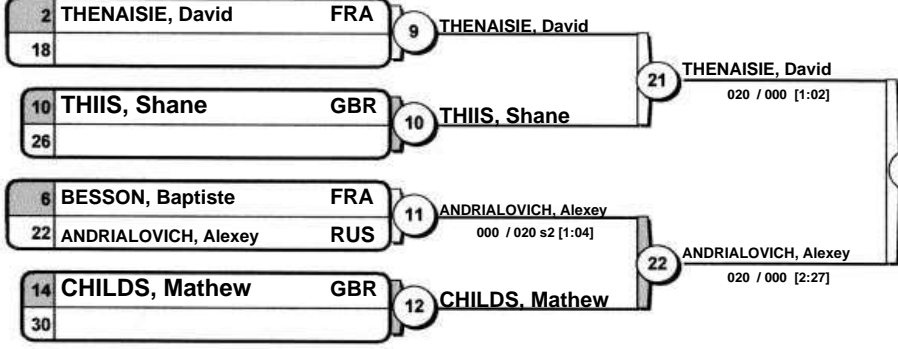 2 THENAISIE, David FRA
18
9
THENAISIE, David
10 THIIS, Shane GBR
26
10
THIIS, Shane
21
THENAISIE, David
020 / 000 [1:02]
6 BESSON, Baptiste FRA
22 ANDRIALOVICH, Alexey RUS
11
ANDRIALOVICH, Alexey
000 / 020 s2 [1:04]
14 CHILDS, Mathew GBR
30
12
CHILDS, Mathew
22
ANDRIALOVICH, Alexey
020 / 000 [2:27]